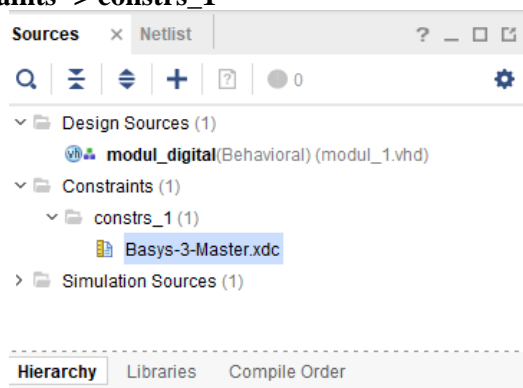 constrs_1
Sources × Netlist ? _
0
Design Sources (1)
modul_digital(Behavioral) (modul_1.vhd)
Constraints (1)
constrs_1 (1)
Basys-3-Master.xdc
Simulation Sources (1)
Hierarchy Libraries Compile Order